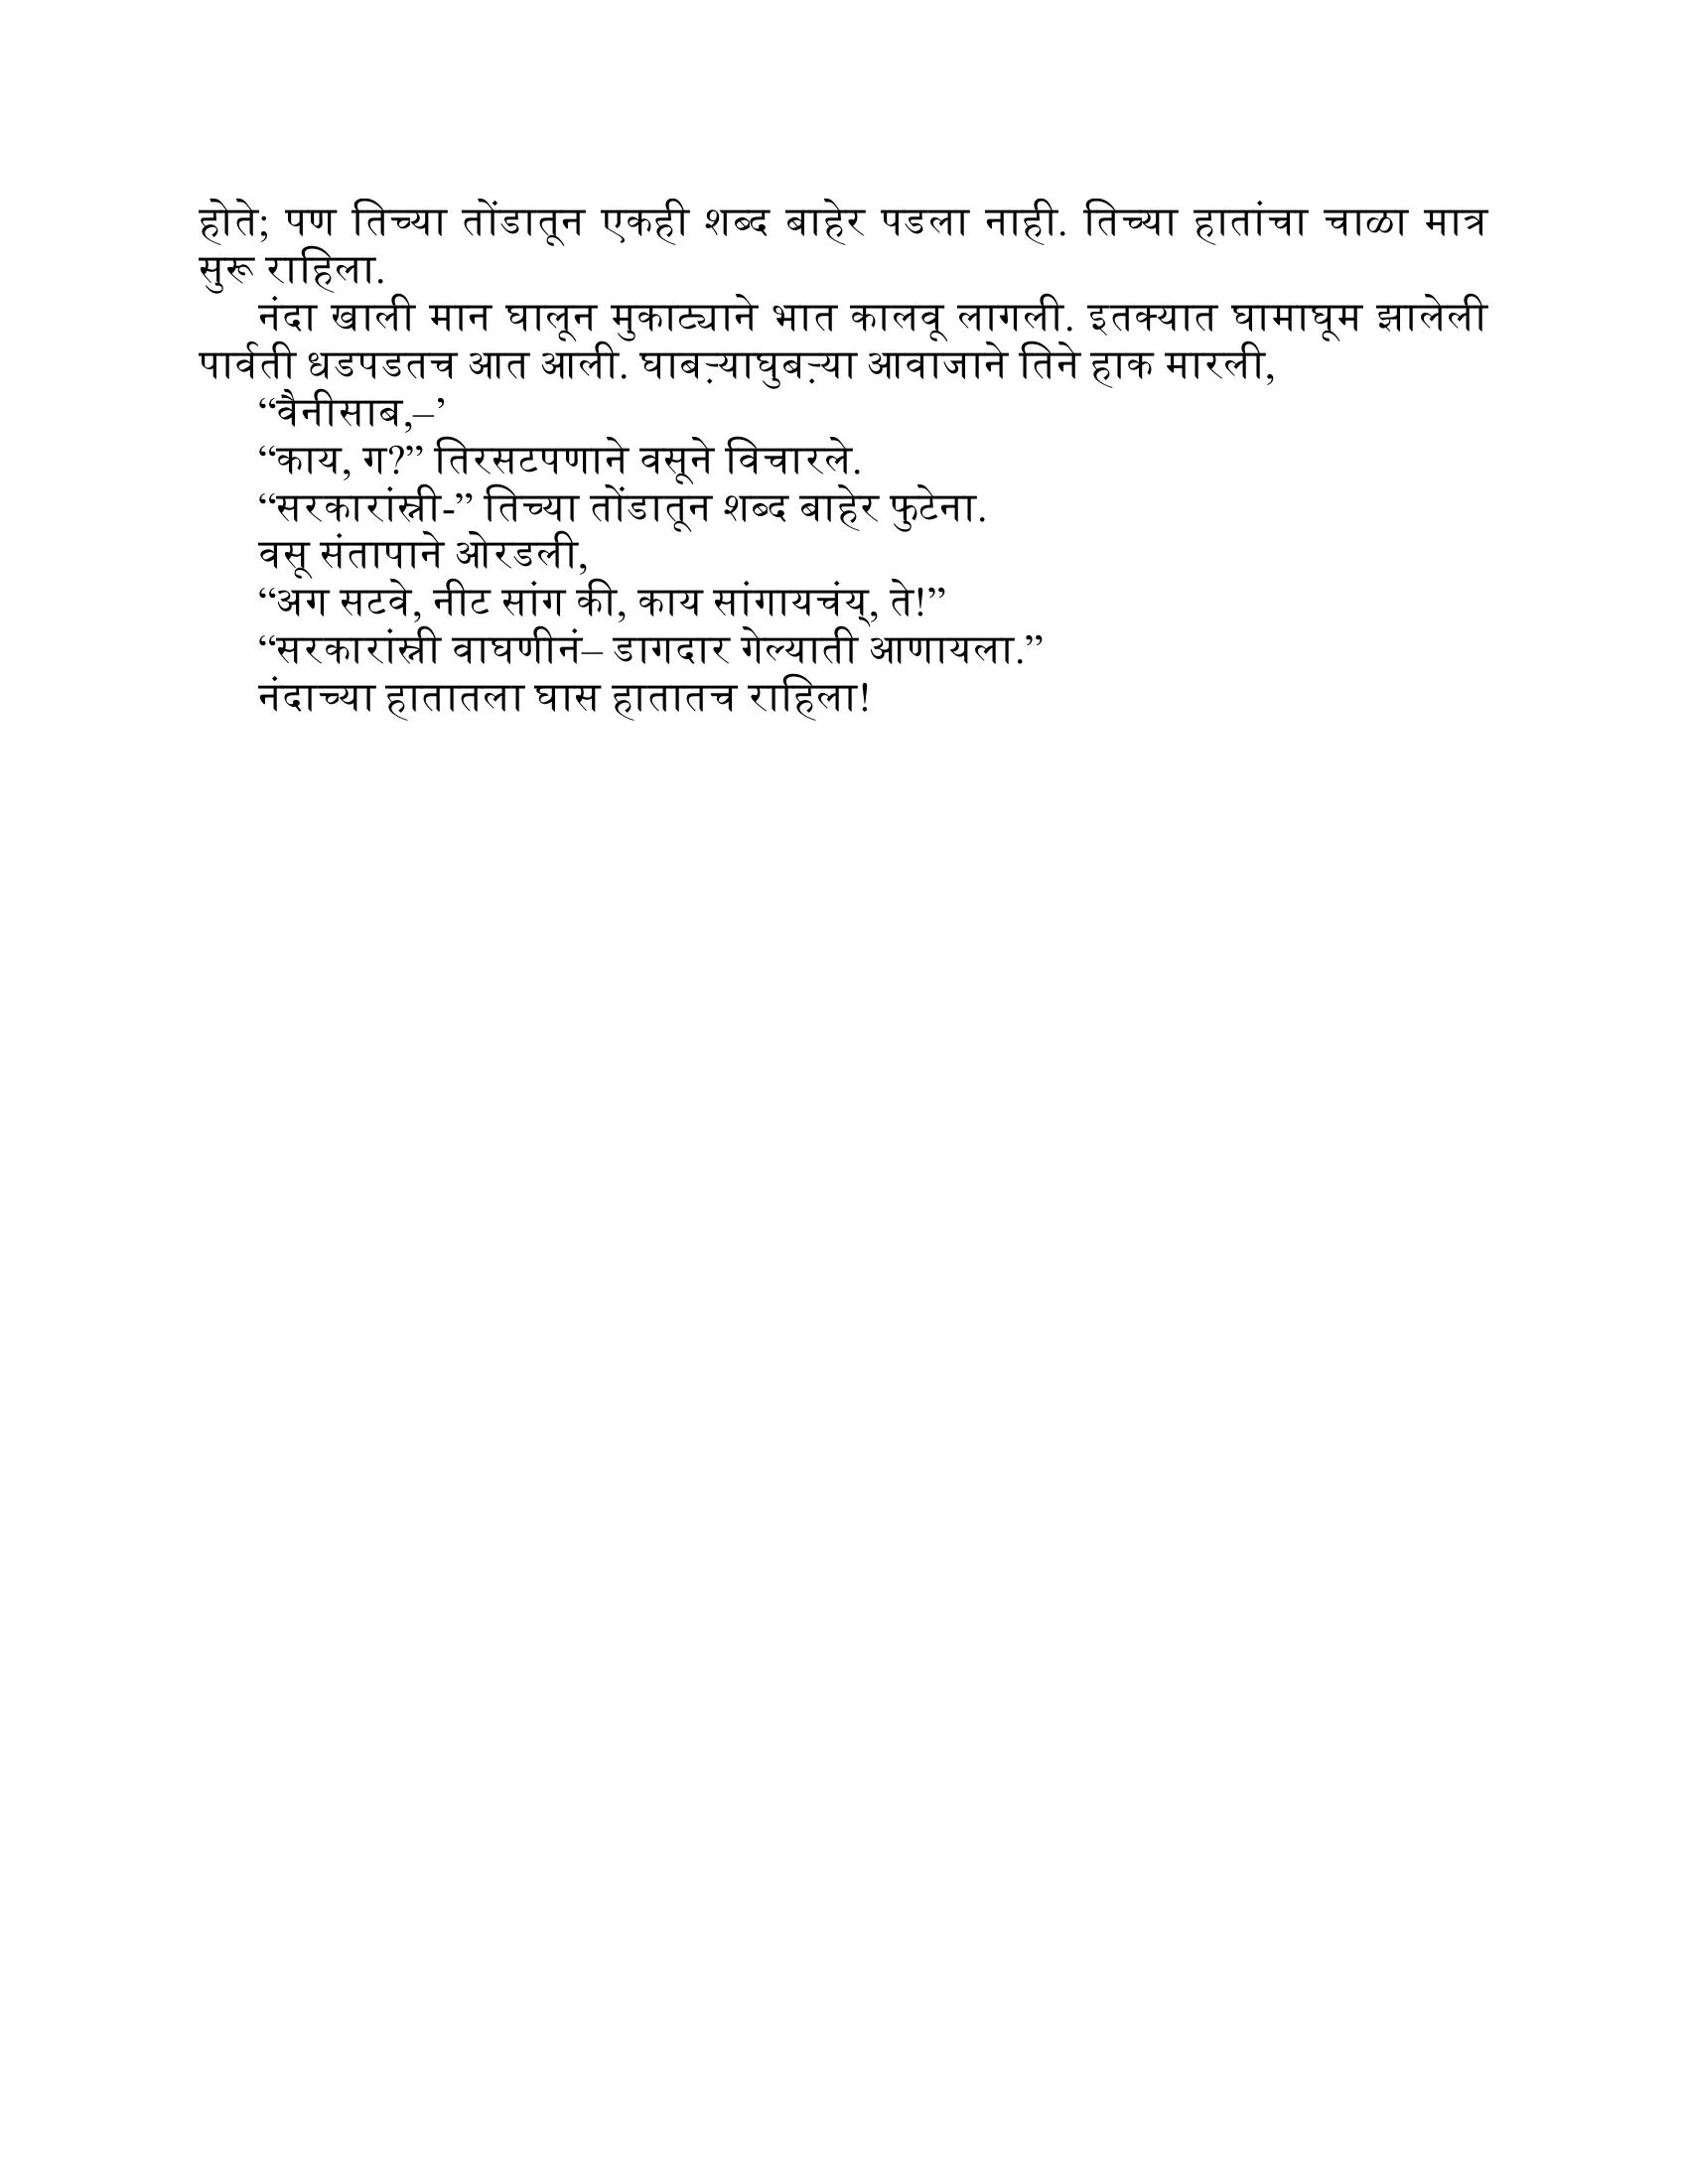 होते; पण तिच्या तोंडातून एकही शब्द बाहेर पडला नाही. तिच्या हातांचा चाळा मात्र
सुरू राहिला.
नंदा खाली मान घालून मुकाट्याने भात कालवू लागली. इतक्यात घामाघूम झालेली
पार्वती धडपडतच आत आली. घाबऱ्याघुबऱ्या आवाजाने तिने हाक मारली,
“वैनीसाब,–’
“काय, ग?” तिरसटपणाने वसूने विचारले.
“सरकारांस्नी-” तिच्या तोंडातून शब्द बाहेर फुटेना.
वसू संतापाने ओरडली,
“अग सटवे, नीट सांग की, काय सांगायचंय्, ते!”
“सरकारांस्नी वाघणीनं– डागदार गेल्याती आणायला.”
नंदाच्या हातातला घास हातातच राहिला!